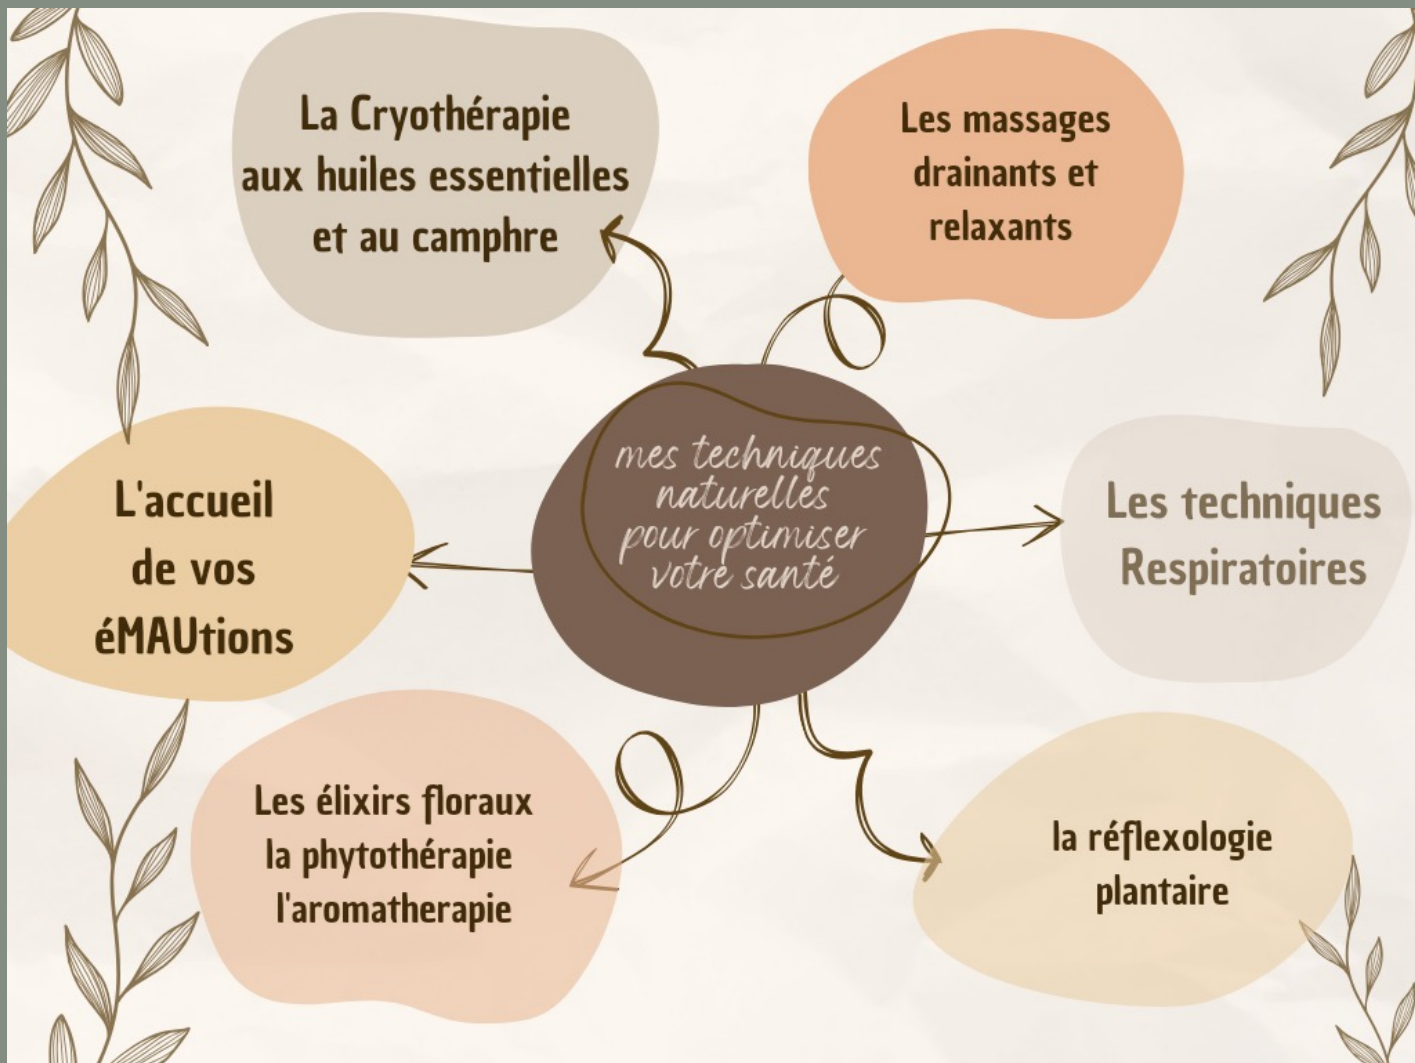 La Cryothérapie
aux huiles essentielles
et au camphre
Les massages
drainants et
relaxants
mes techniques
naturelles
pour optimiser
votre santé
L'accueil
de vos
éMAUtions
Les techniques
Respiratoires
Les élixirs floraux
la phytothérapie
l'aromatherapie
la réflexologie
plantaire